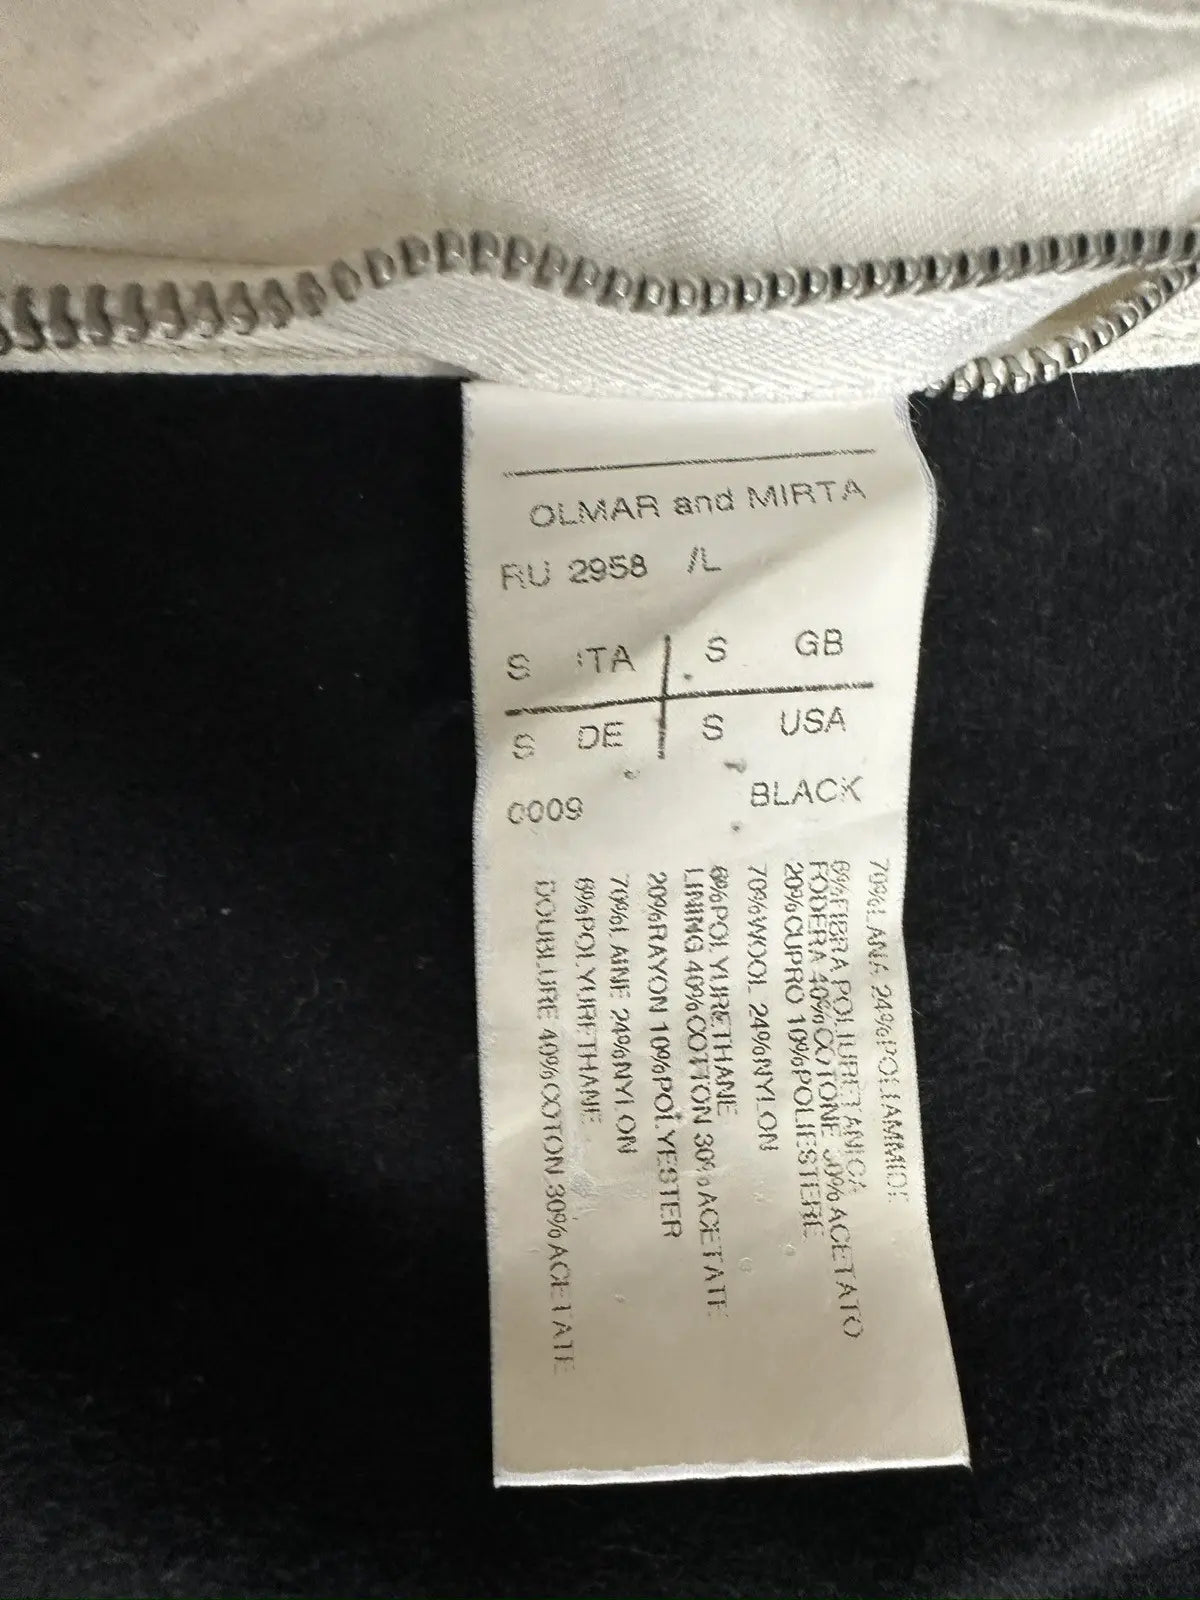 OLMAR and MIRTA
RU 2958 /L
S ITA S GB
S DE S USA
0009 BLACK
70%LANA 24%POLIAMMIDE
6%FIBRA POLIURETANICA
FODERA 40%COTONE 30%ACETATO
20%CUPRO 10%POLIESTERE
70%WOOL 24%NYLON
6%POLYURETHANE
LINING 40%COTTON 30%ACETATE
20%RAYON 10%POLYESTER
70%LAINE 24%NYLON
6%POLYURETHANE
DOUBLURE 40%COTON 30%ACETATE